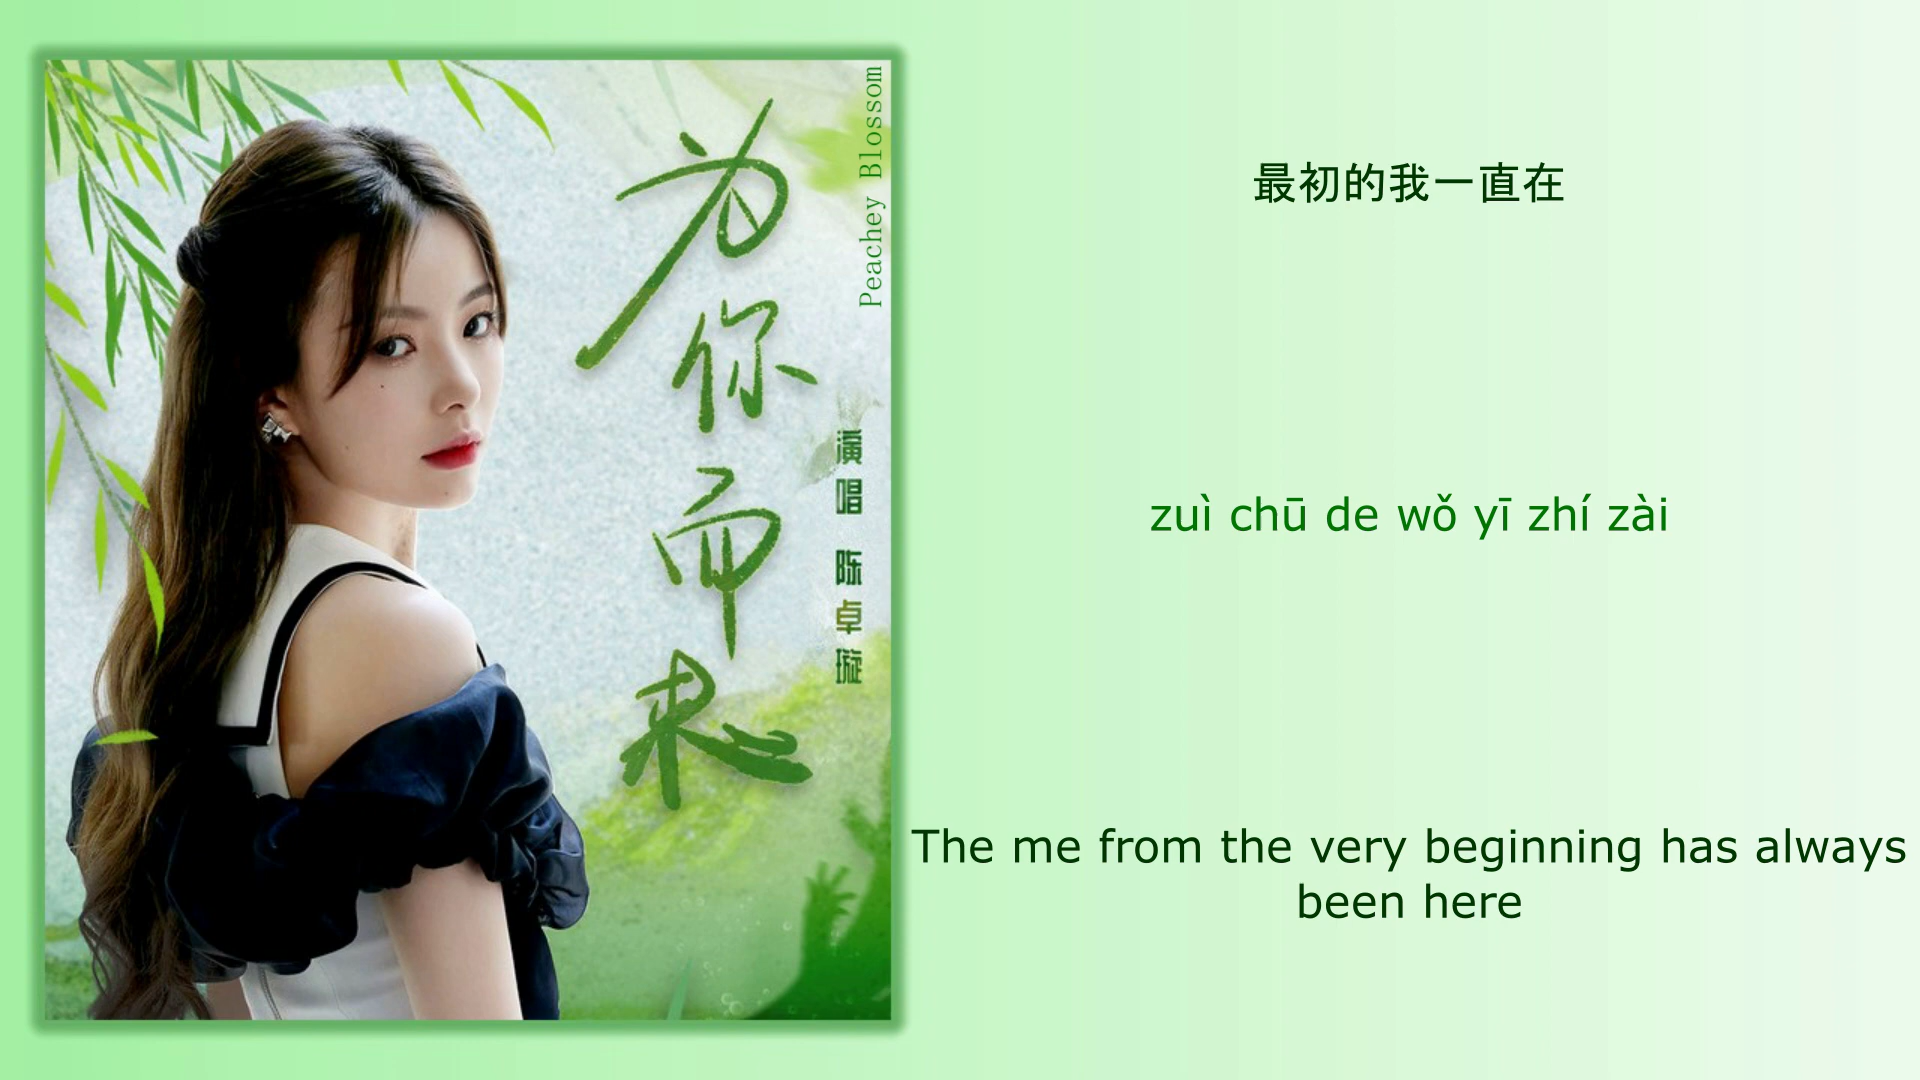 为你而来
Peachey Blossom
演唱 陈卓璇
最初的我一直在
zuì chū de wǒ yī zhí zài
The me from the very beginning has always
been here